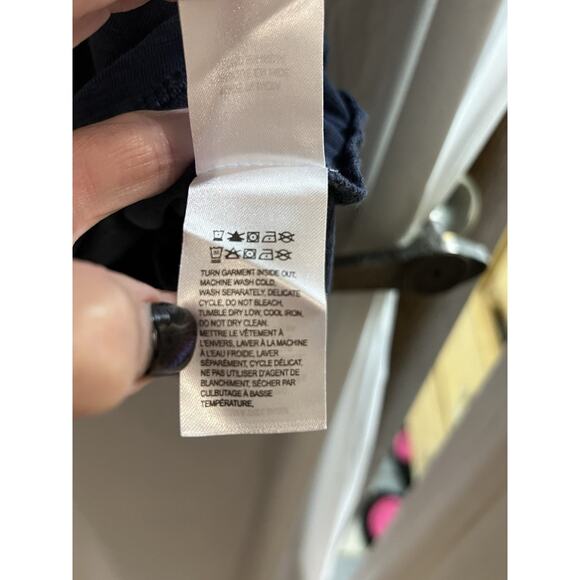 TURN GARMENT INSIDE OUT,
MACHINE WASH COLD,
WASH SEPARATELY, DELICATE
CYCLE, DO NOT BLEACH,
TUMBLE DRY LOW, COOL IRON,
DO NOT DRY CLEAN.
METTRE LE VÊTEMENT À
L'ENVERS, LAVER À LA MACHINE
À L'EAU FROIDE, LAVER
SÉPARÉMENT, CYCLE DÉLICAT,
NE PAS UTILISER D'AGENT DE
BLANCHIMENT, SÉCHER PAR
CULBUTAGE À BASSE
TEMPÉRATURE,